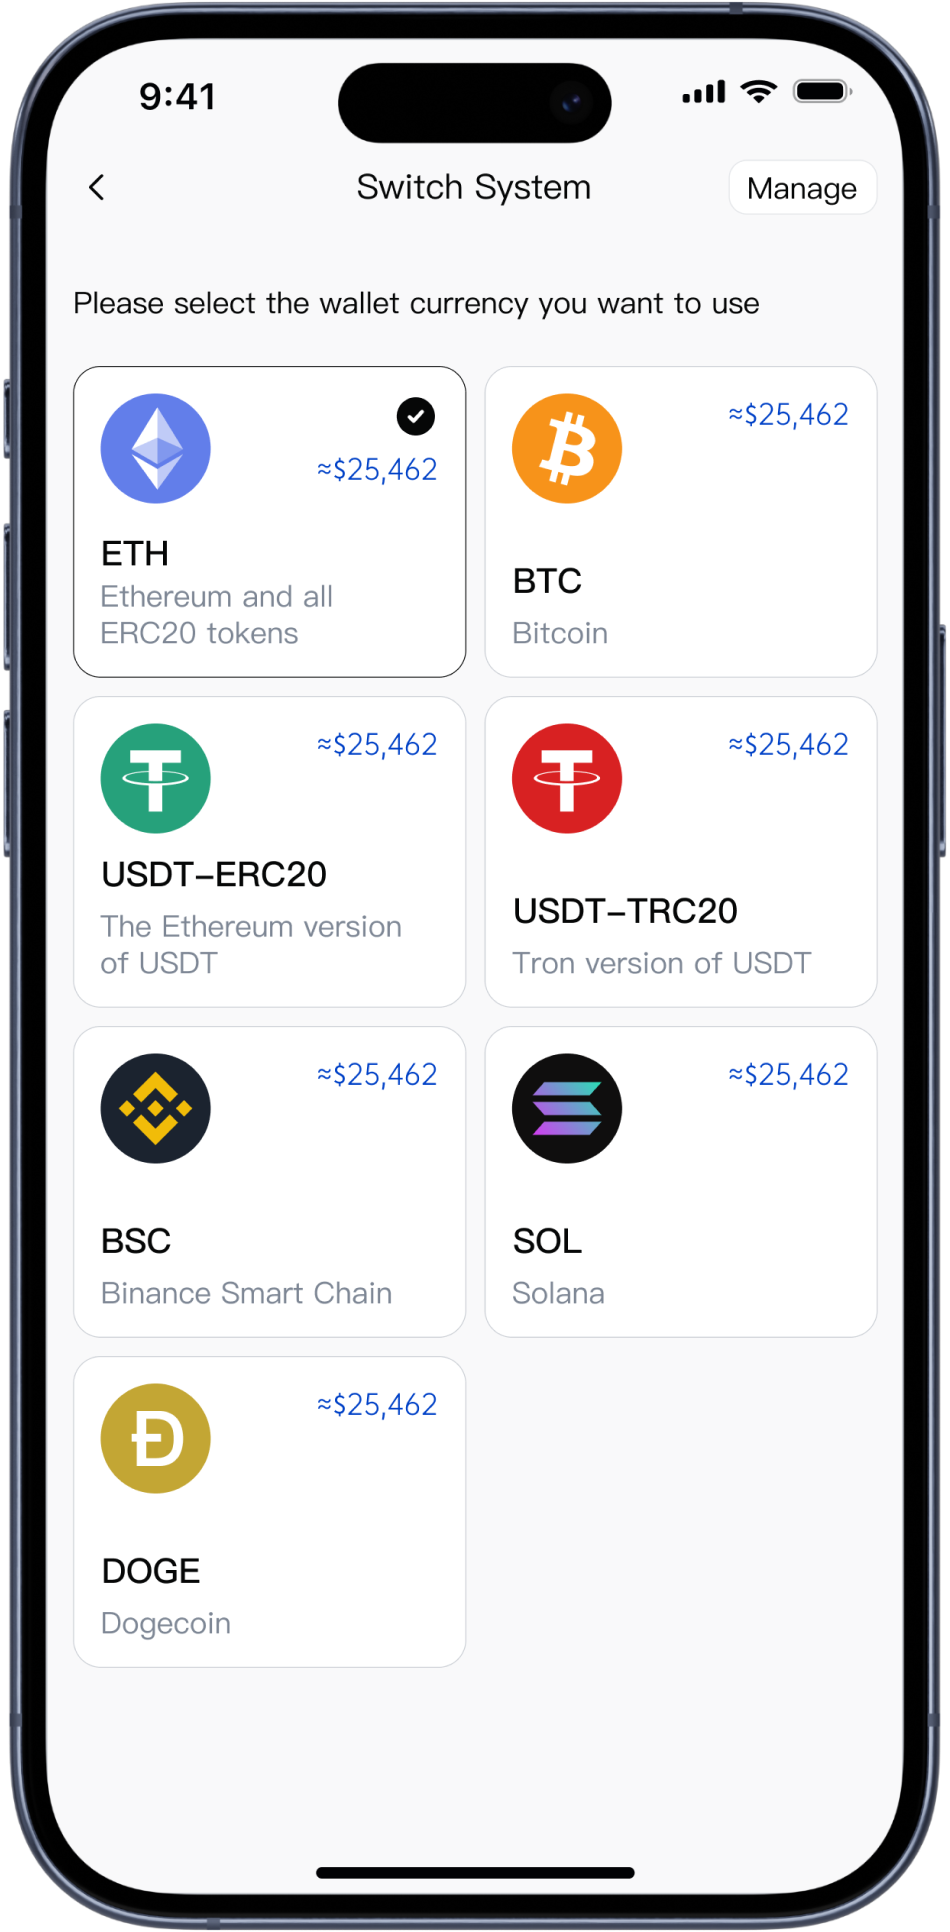 9:41
Switch System
Manage
Please select the wallet currency you want to use
≈$25,462
ETH
Ethereum and all
ERC20 tokens
≈$25,462
BTC
Bitcoin
≈$25,462
USDT-ERC20
The Ethereum version
of USDT
≈$25,462
USDT-TRC20
Tron version of USDT
≈$25,462
BSC
Binance Smart Chain
≈$25,462
SOL
Solana
≈$25,462
DOGE
Dogecoin